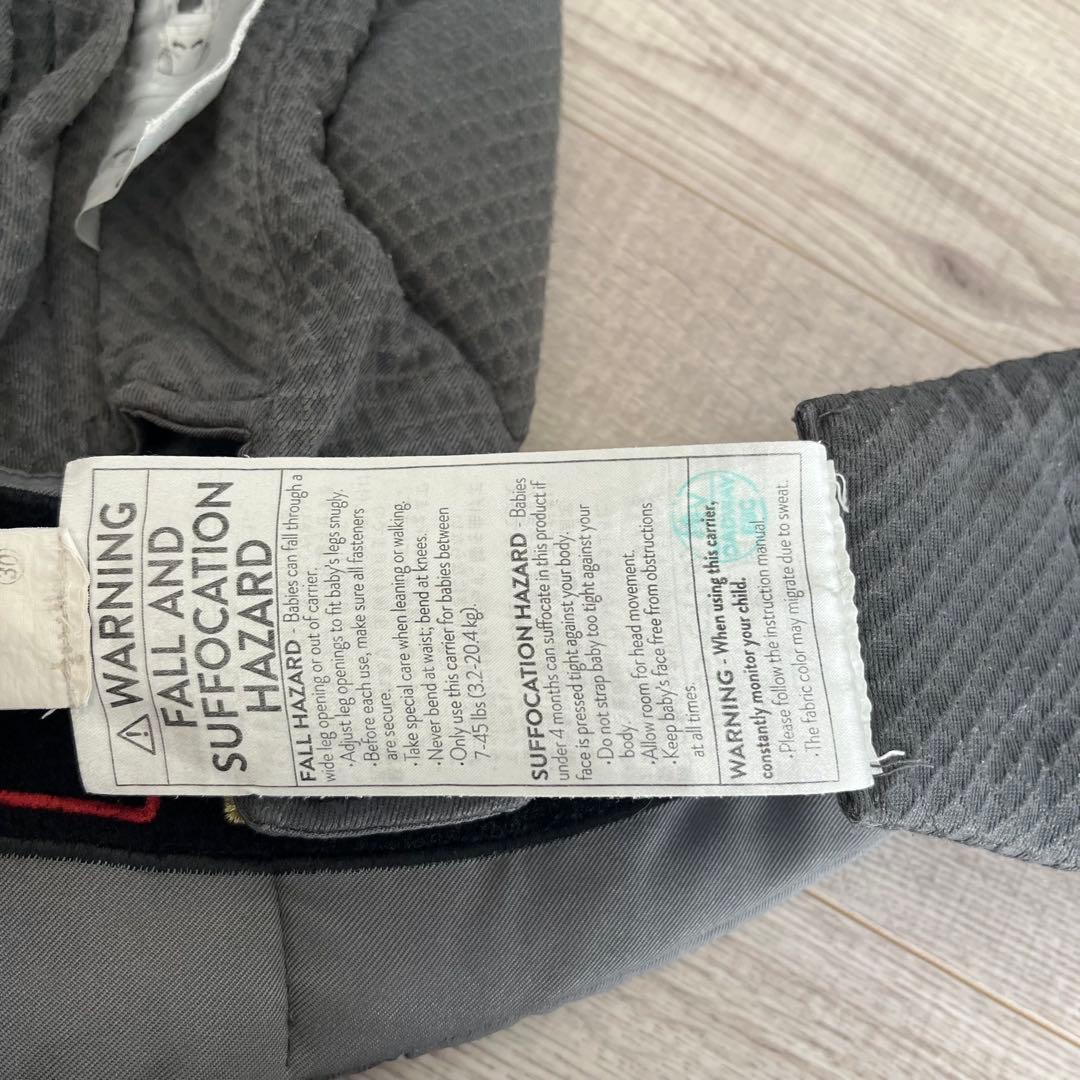 WARNING
FALL AND
SUFFOCATION
HAZARD
FALL HAZARD - Babies can fall through a
wide leg opening or out of carrier.
•Adjust leg openings to fit baby's legs snugly.
•Before each use, make sure all fasteners
are secure.
•Take special care when leaning or walking.
•Never bend at waist; bend at knees.
•Only use this carrier for babies between
7-45 lbs (3.2-20.4 kg).
SUFFOCATION HAZARD - Babies
under 4 months can suffocate in this product if
face is pressed tight against your body.
•Do not strap baby too tight against your
body.
•Allow room for head movement.
•Keep baby's face free from obstructions
at all times.
WARNING - When using this carrier,
constantly monitor your child.
•Please follow the instruction manual.
•The fabric color may migrate due to sweat.
30